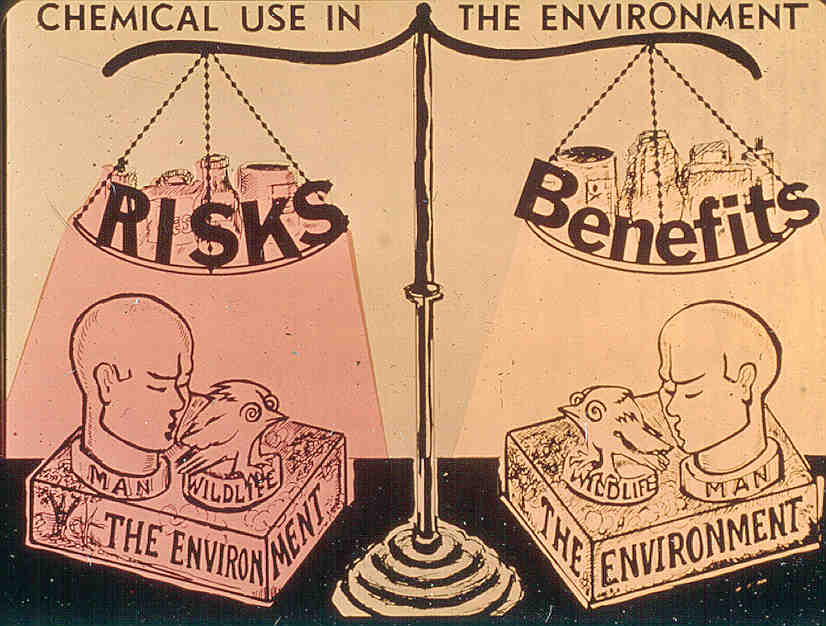 CHEMICAL USE IN THE ENVIRONMENT
RISKS
Benefits
MAN
WILDLIFE
THE ENVIRONMENT
WILDLIFE
MAN
THE ENVIRONMENT